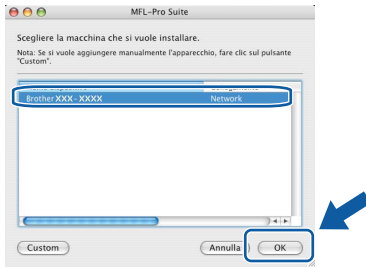 MFL-Pro Suite
Scegliere la macchina che si vuole installare.
Nota: Se si vuole aggiungere manualmente l'apparecchio, fare clic sul pulsante
"Custom".
Brother XXX-XXXX Network
Custom Annulla OK